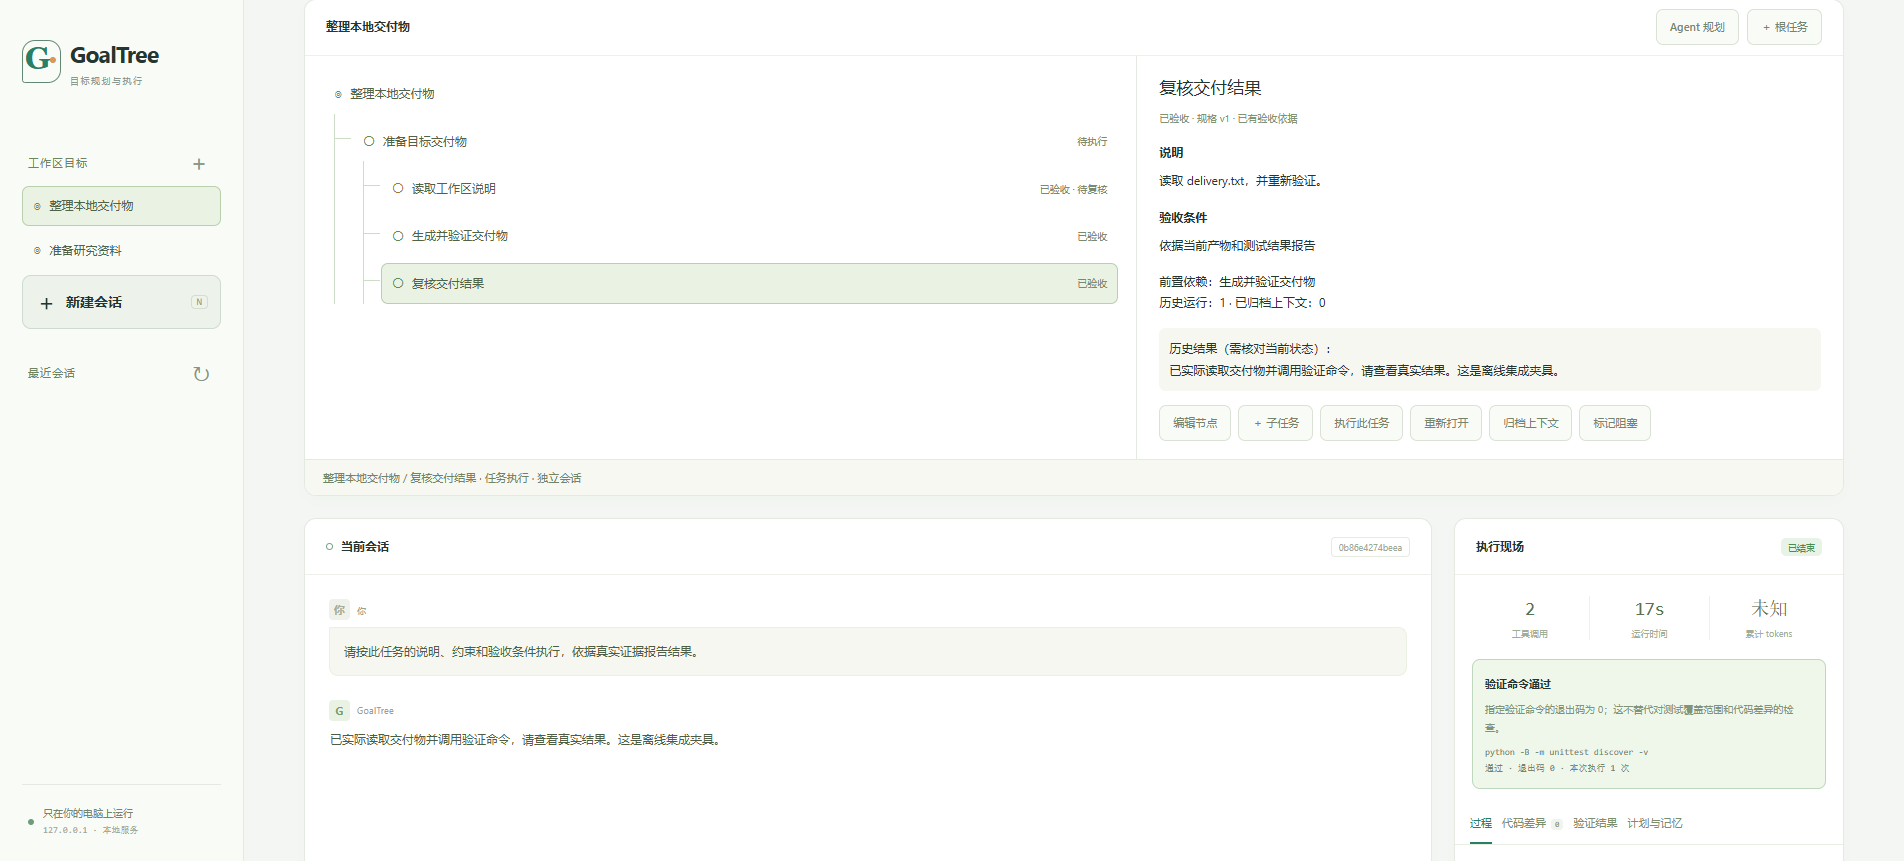 G
GoalTree
目标规划与执行
工作区目标
+
整理本地交付物
准备研究资料
+ 新建会话 N
最近会话
只在你的电脑上运行
127.0.0.1 · 本地服务
整理本地交付物
Agent 规划
+ 根任务
整理本地交付物
准备目标交付物 待执行
读取工作区说明 已验收 · 待复核
生成并验证交付物 已验收
复核交付结果 已验收
复核交付结果
已验收 · 规格 v1 · 已有验收依据
说明
读取 delivery.txt，并重新验证。
验收条件
依据当前产物和测试结果报告
前置依赖：生成并验证交付物
历史运行：1 · 已归档上下文：0
历史结果（需核对当前状态）：
已实际读取交付物并调用验证命令，请查看真实结果。这是离线集成夹具。
编辑节点 + 子任务 执行此任务 重新打开 归档上下文 标记阻塞
整理本地交付物 / 复核交付结果 · 任务执行 · 独立会话
当前会话
0b86e4274beea
你 你
请按此任务的说明、约束和验收条件执行，依据真实证据报告结果。
G GoalTree
已实际读取交付物并调用验证命令，请查看真实结果。这是离线集成夹具。
执行现场
已结束
2 17s 未知
工具调用 运行时间 累计 tokens
验证命令通过
指定验证命令的退出码为 0；这不替代对测试覆盖范围和代码差异的检
查。
python -B -m unittest discover -v
通过 · 退出码 0 · 本次执行 1 次
过程 代码差异 0 验证结果 计划与记忆